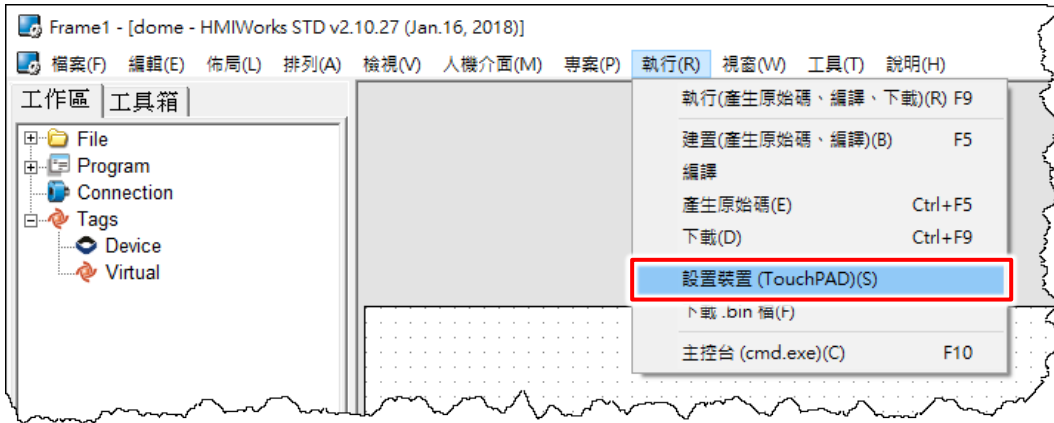 Frame1 - [dome - HMIWorks STD v2.10.27 (Jan.16, 2018)]
檔案(F) 編輯(E) 佈局(L) 排列(A) 檢視(V) 人機介面(M) 專案(P) 執行(R) 視窗(W) 工具(T) 說明(H)
工作區 工具箱
File
Program
Connection
Tags
Device
Virtual
執行(產生原始碼、編譯、下載)(R) F9
建置(產生原始碼、編譯)(B) F5
編譯
產生原始碼(E) Ctrl+F5
下載(D) Ctrl+F9
設置裝置 (TouchPAD)(S)
下載 .bin 檔(F)
主控台 (cmd.exe)(C) F10